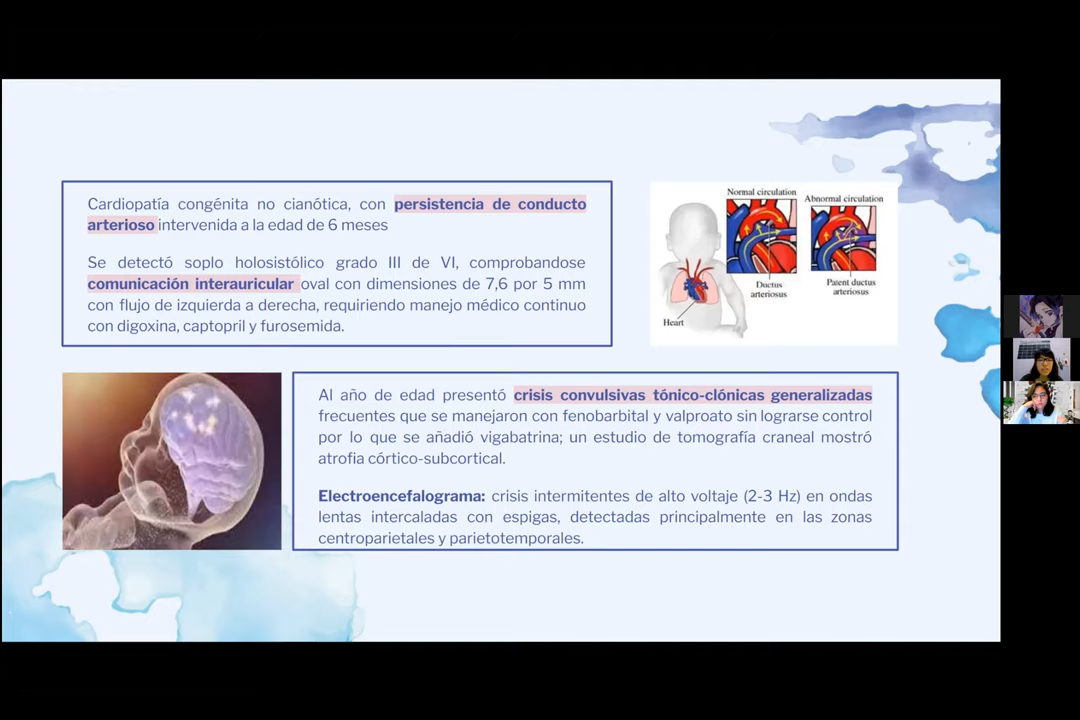 Cardiopatía congénita no cianótica, con persistencia de conducto
arterioso intervenida a la edad de 6 meses
Se detectó soplo holosistólico grado III de VI, comprobandose
comunicación interauricular oval con dimensiones de 7,6 por 5 mm
con flujo de izquierda a derecha, requiriendo manejo médico continuo
con digoxina, captopril y furosemida.
Normal circulation
Abnormal circulation
Ductus
arteriosus
Patent ductus
arteriosus
Heart
Al año de edad presentó crisis convulsivas tónico-clónicas generalizadas
frecuentes que se manejaron con fenobarbital y valproato sin lograrse control
por lo que se añadió vigabatrina; un estudio de tomografía craneal mostró
atrofia córtico-subcortical.
Electroencefalograma: crisis intermitentes de alto voltaje (2-3 Hz) en ondas
lentas intercaladas con espigas, detectadas principalmente en las zonas
centroparietales y parietotemporales.